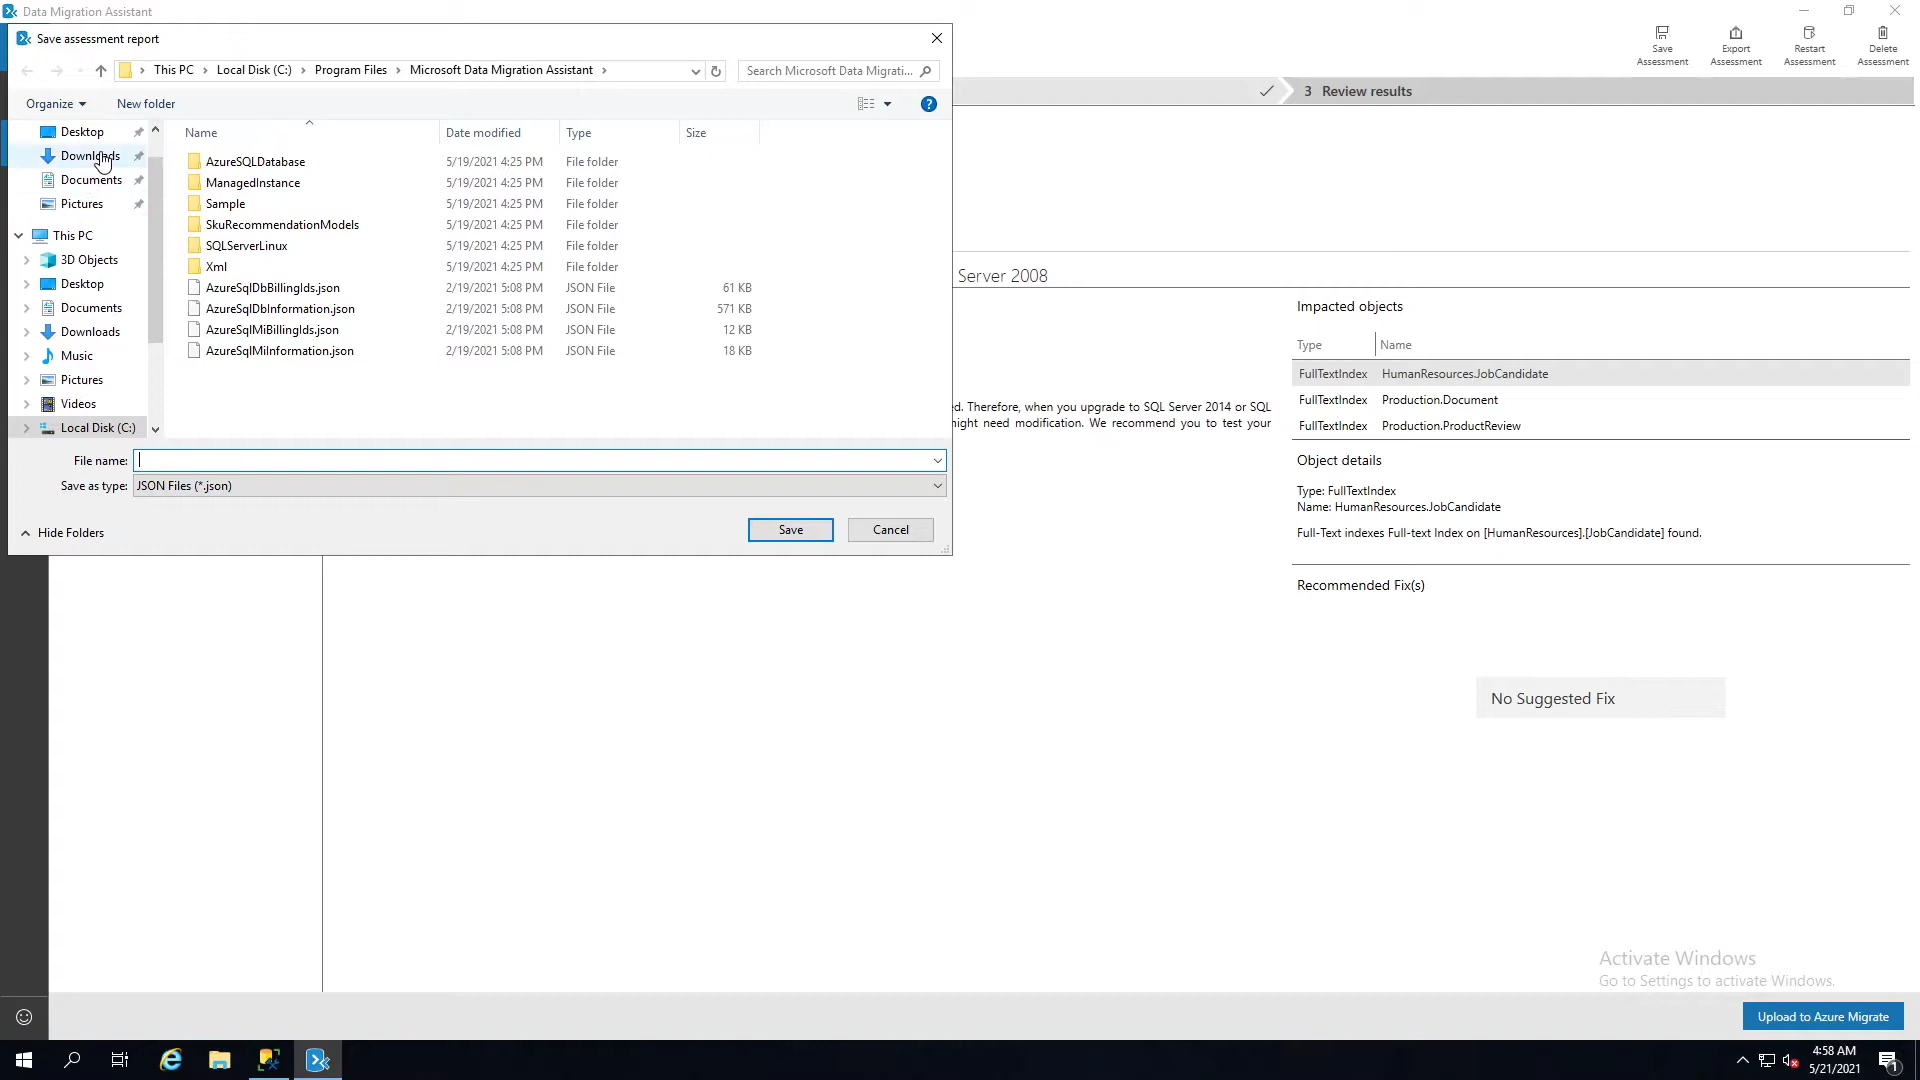 Data Migration Assistant
Save assessment report
This PC
Local Disk (C:)
Program Files
Microsoft Data Migration Assistant
Search Microsoft Data Migrati...
Organize
New folder
Desktop
Downloads
Documents
Pictures
This PC
3D Objects
Desktop
Documents
Downloads
Music
Pictures
Videos
Local Disk (C:)
Name Date modified Type Size
AzureSQLDatabase 5/19/2021 4:25 PM File folder
ManagedInstance 5/19/2021 4:25 PM File folder
Sample 5/19/2021 4:25 PM File folder
SkuRecommendationModels 5/19/2021 4:25 PM File folder
SQLServerLinux 5/19/2021 4:25 PM File folder
Xml 5/19/2021 4:25 PM File folder
AzureSqlDbBillingIds.json 2/19/2021 5:08 PM JSON File 61 KB
AzureSqlDbInformation.json 2/19/2021 5:08 PM JSON File 571 KB
AzureSqlMiBillingIds.json 2/19/2021 5:08 PM JSON File 12 KB
AzureSqlMiInformation.json 2/19/2021 5:08 PM JSON File 18 KB
File name:
Save as type: JSON Files (*.json)
Hide Folders
Save
Cancel
Save Assessment
Export Assessment
Restart Assessment
Delete Assessment
3 Review results
Server 2008
d. Therefore, when you upgrade to SQL Server 2014 or SQL
ight need modification. We recommend you to test your
Impacted objects
Type Name
FullTextIndex HumanResources.JobCandidate
FullTextIndex Production.Document
FullTextIndex Production.ProductReview
Object details
Type: FullTextIndex
Name: HumanResources.JobCandidate
Full-Text indexes Full-text Index on [HumanResources].[JobCandidate] found.
Recommended Fix(s)
No Suggested Fix
Activate Windows
Go to Settings to activate Windows.
Upload to Azure Migrate
4:58 AM
5/21/2021
1